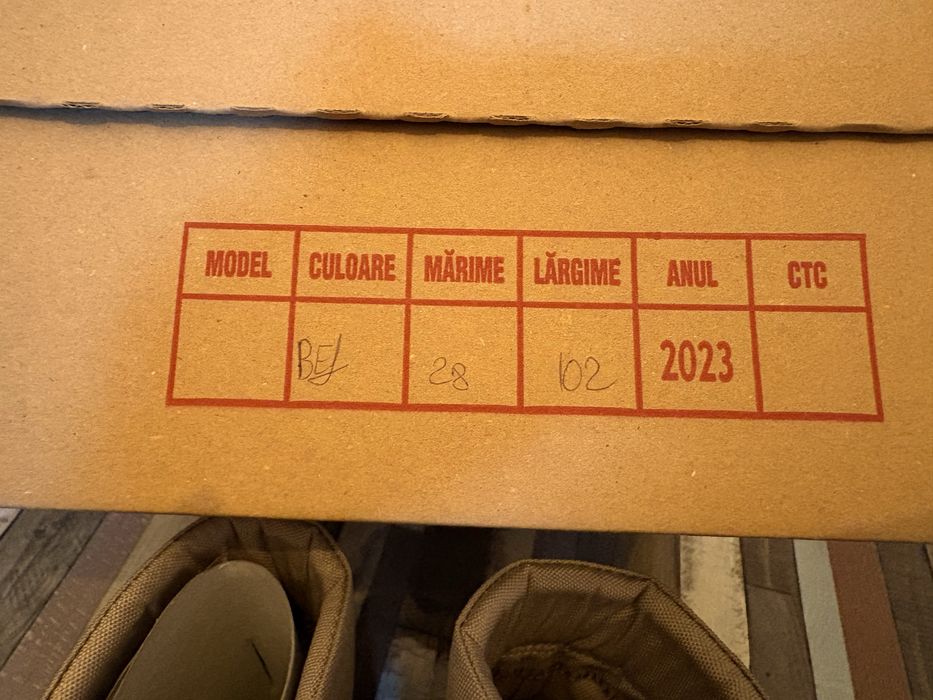 MODEL CULOARE MĂRIME LĂRGIME ANUL CTC
BEJ 28 102 2023